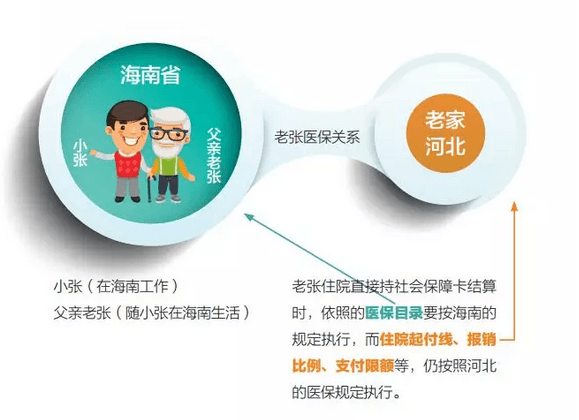 海南省
小张
父亲老张
老张医保关系
老家
河北
小张（在海南工作）
父亲老张（随小张在海南生活）
老张住院直接持社会保障卡结算
时，依照的医保目录要按海南的
规定执行，而住院起付线、报销
比例、支付限额等，仍按照河北
的医保规定执行。